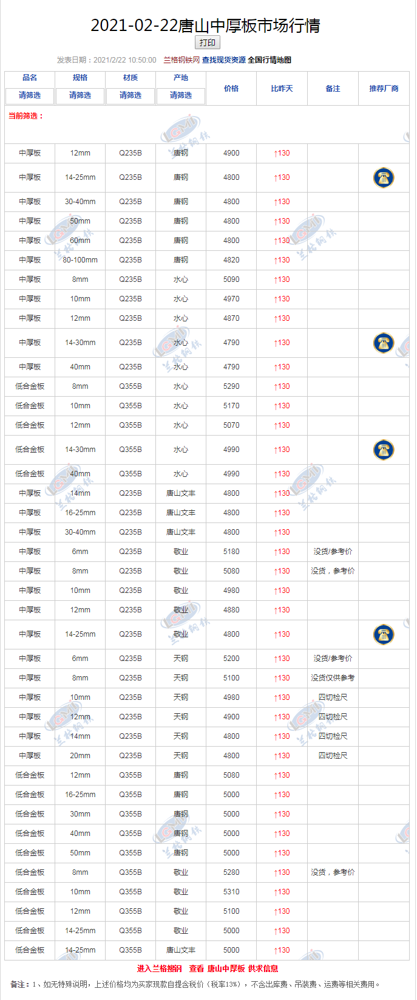 2021-02-22唐山中厚板市场行情
打印
发表日期：2021/2/22 10:50:00 兰格钢铁网 查找现货资源 全国行情地图
品名 规格 材质 产地 价格 比昨天 备注 推荐厂商
请筛选 请筛选 请筛选 请筛选
当前筛选：
中厚板 12mm Q235B 唐钢 4900 ↑130
中厚板 14-25mm Q235B 唐钢 4800 ↑130
中厚板 30-40mm Q235B 唐钢 4800 ↑130
中厚板 50mm Q235B 唐钢 4800 ↑130
中厚板 60mm Q235B 唐钢 4800 ↑130
中厚板 80-100mm Q235B 唐钢 4820 ↑130
中厚板 8mm Q235B 水心 5090 ↑130
中厚板 10mm Q235B 水心 4970 ↑130
中厚板 12mm Q235B 水心 4870 ↑130
中厚板 14-30mm Q235B 水心 4790 ↑130
中厚板 40mm Q235B 水心 4790 ↑130
低合金板 8mm Q355B 水心 5290 ↑130
低合金板 10mm Q355B 水心 5170 ↑130
低合金板 12mm Q355B 水心 5070 ↑130
低合金板 14-30mm Q355B 水心 4990 ↑130
低合金板 40mm Q355B 水心 4990 ↑130
中厚板 14mm Q235B 唐山文丰 4800 ↑130
中厚板 16-25mm Q235B 唐山文丰 4800 ↑130
中厚板 30-40mm Q235B 唐山文丰 4800 ↑130
中厚板 6mm Q235B 敬业 5180 ↑130 没货/参考价
中厚板 8mm Q235B 敬业 5080 ↑130 没货，参考价
中厚板 10mm Q235B 敬业 4980 ↑130
中厚板 12mm Q235B 敬业 4880 ↑130
中厚板 14-25mm Q235B 敬业 4800 ↑130
中厚板 6mm Q235B 天钢 5200 ↑130 没货/参考价
中厚板 8mm Q235B 天钢 5100 ↑130 没货仅供参考
中厚板 10mm Q235B 天钢 4980 ↑130 四切检尺
中厚板 12mm Q235B 天钢 4900 ↑130 四切检尺
中厚板 14mm Q235B 天钢 4800 ↑130 四切检尺
中厚板 20mm Q235B 天钢 4800 ↑130 四切检尺
低合金板 12mm Q355B 唐钢 5080 ↑130
低合金板 16-25mm Q355B 唐钢 5000 ↑130
低合金板 30mm Q355B 唐钢 5000 ↑130
低合金板 40mm Q355B 唐钢 5000 ↑130
低合金板 50mm Q355B 唐钢 5000 ↑130
低合金板 8mm Q355B 敬业 5280 ↑130 没货，参考价
低合金板 10mm Q355B 敬业 5310 ↑130
低合金板 12mm Q355B 敬业 5100 ↑130
低合金板 14-25mm Q355B 敬业 5000 ↑130
低合金板 14-25mm Q355B 唐山文丰 5000 ↑130
进入兰格搜网 查看 唐山中厚板 供求信息
备注：1、如无特殊说明，上述价格均为买家现款自提含税价（税率13%），不含出库费、吊装费、运费等相关费用。